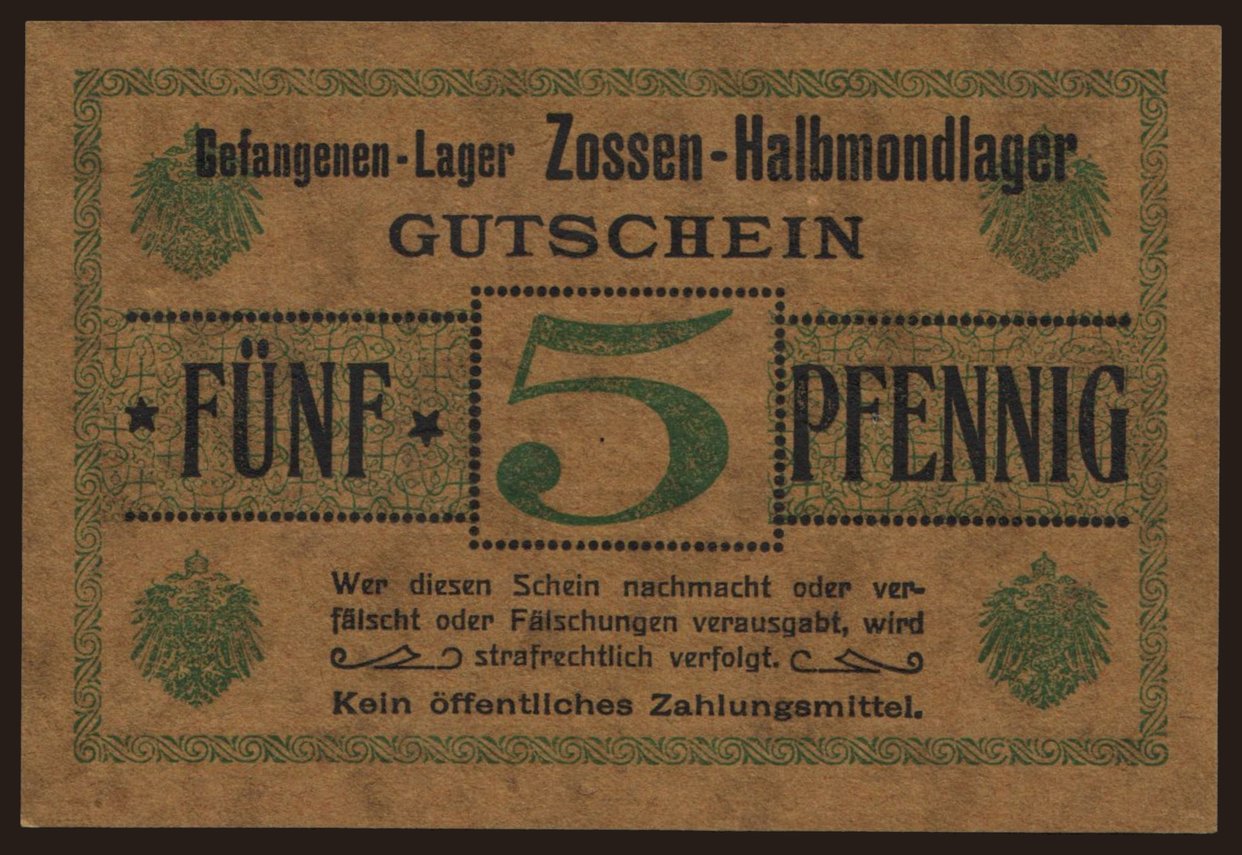 Gefangenen-Lager Zossen-Halbmondlager
GUTSCHEIN
★ FÜNF ★ 5 PFENNIG
Wer diesen Schein nachmacht oder ver-
fälscht oder Fälschungen verausgabt, wird
strafrechtlich verfolgt.
Kein öffentliches Zahlungsmittel.